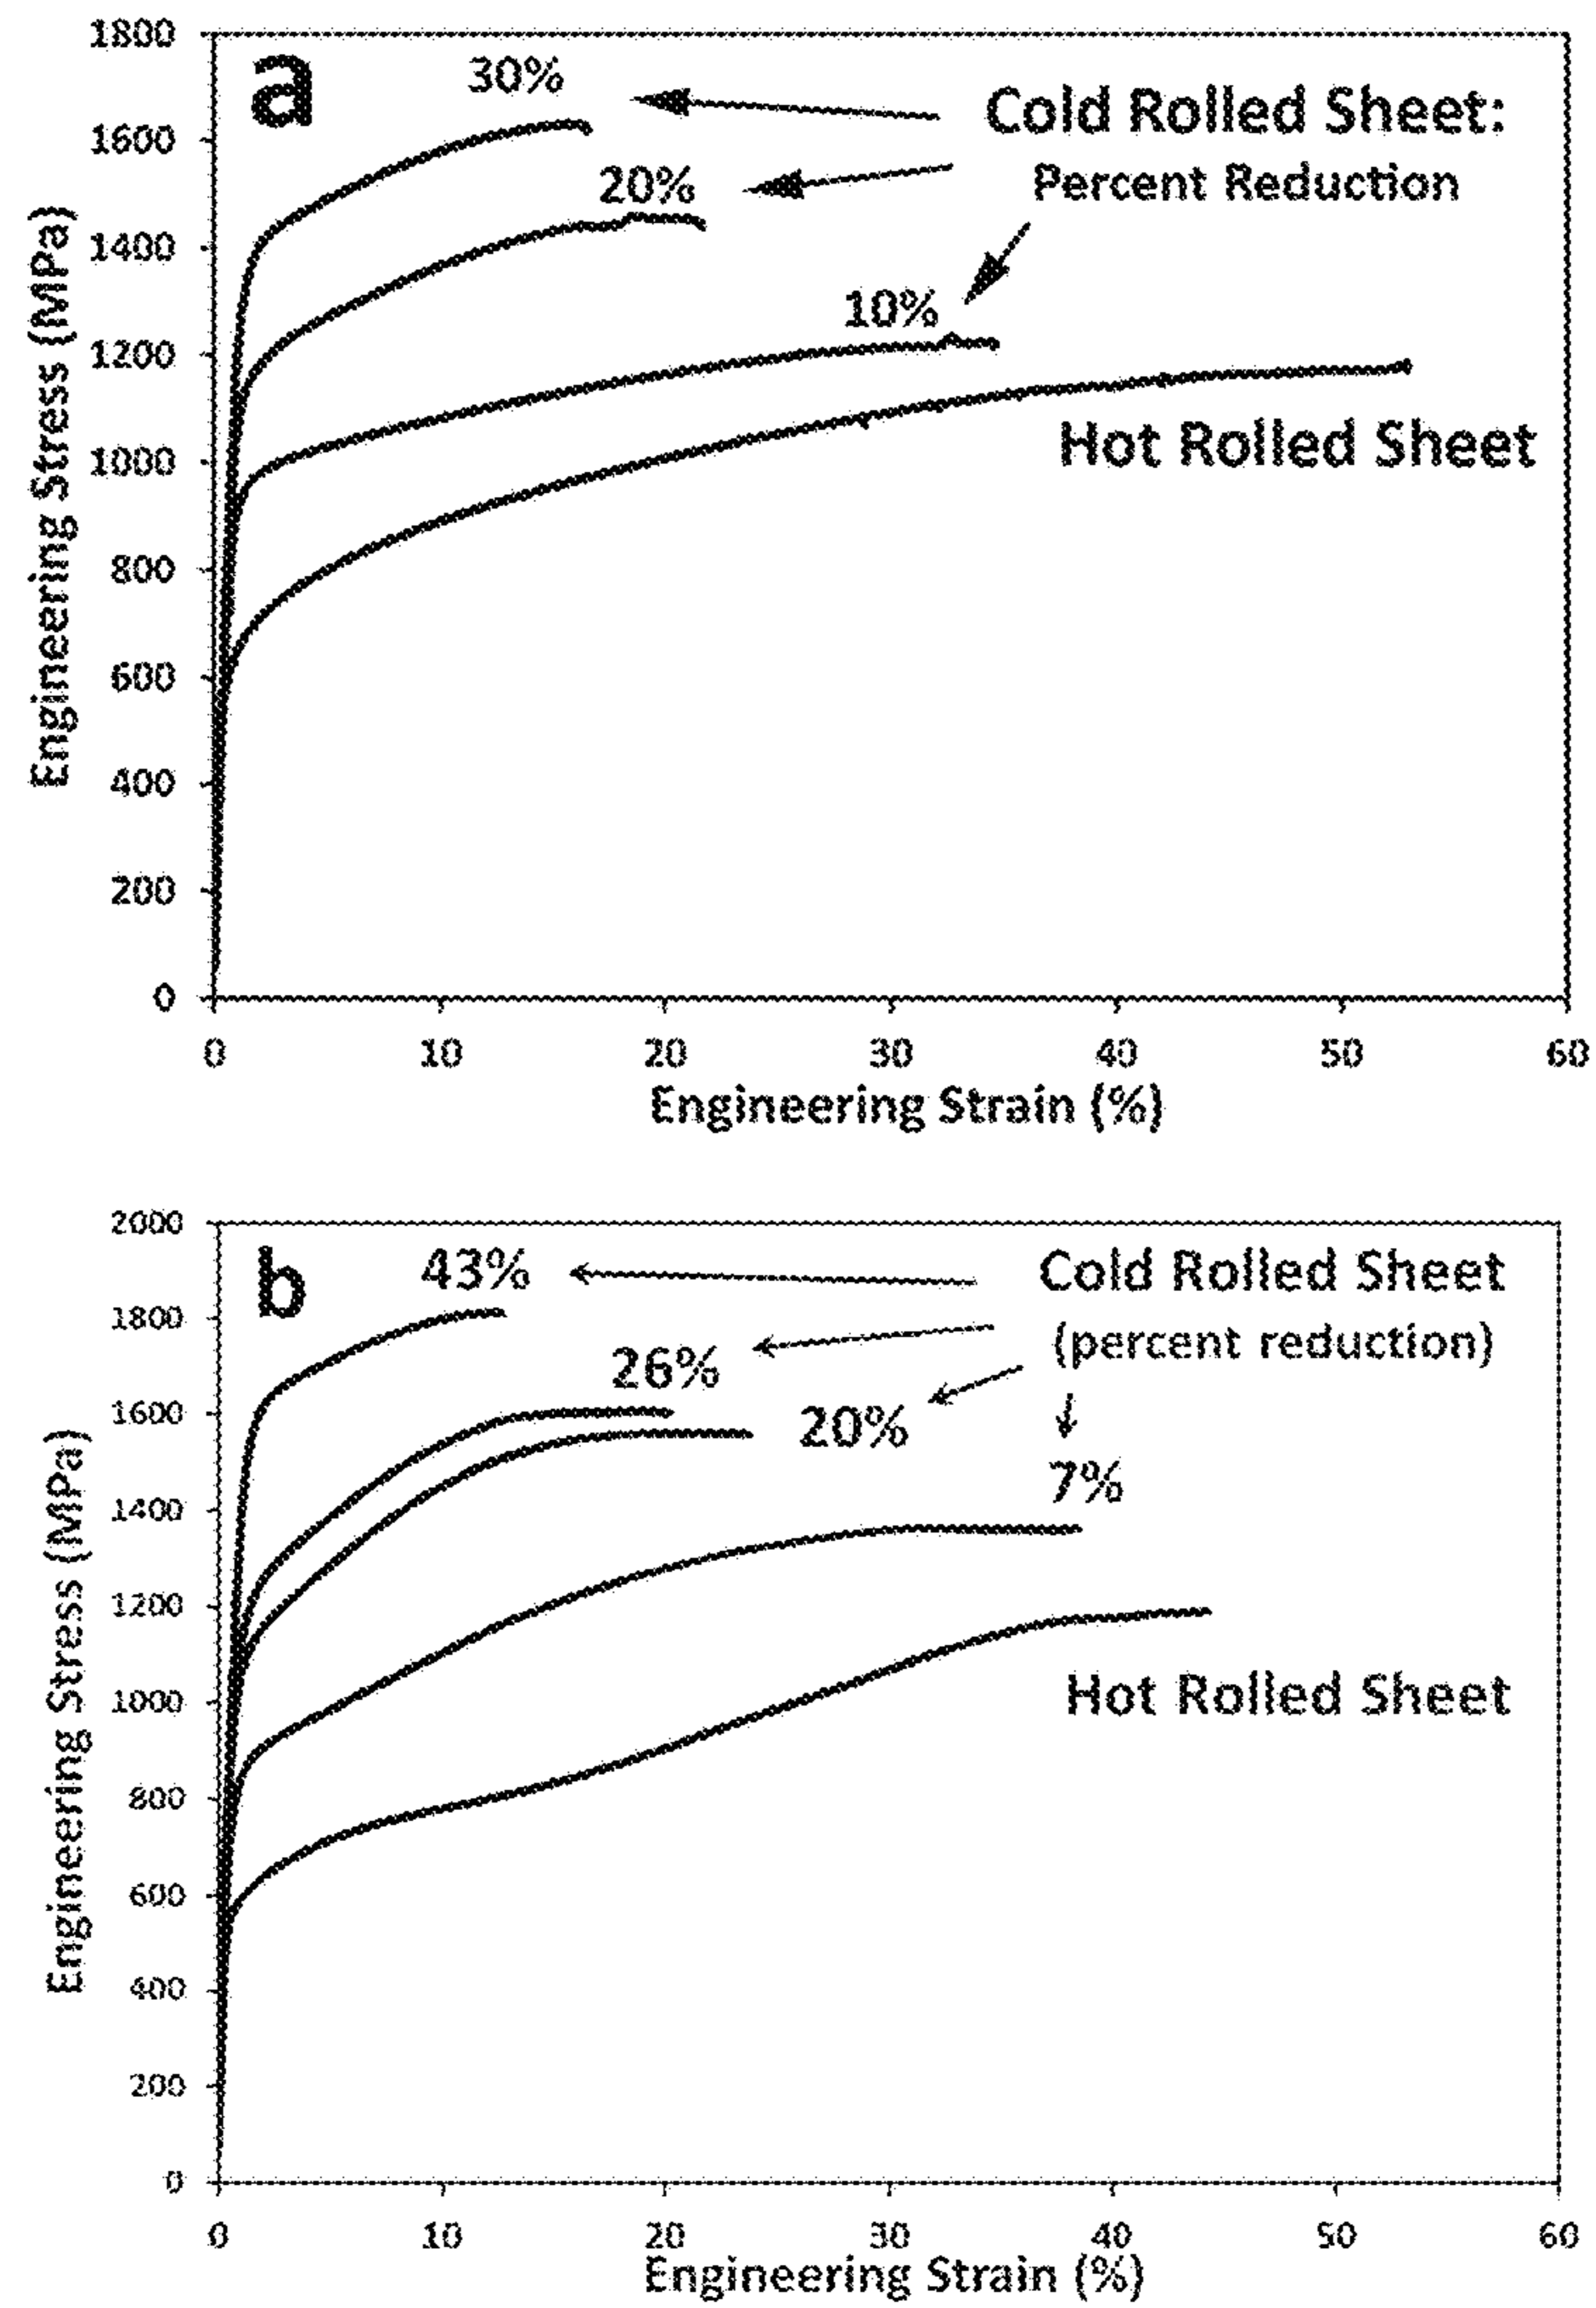 1800
a
30%
Cold Rolled Sheet:
1600
20%
Percent Reduction
1400
10%
1200
Hot Rolled Sheet
1000
800
600
400
200
0
Engineering Stress (MPa)
0 10 20 30 40 50 60
Engineering Strain (%)
2000
b
43%
Cold Rolled Sheet
1800
26%
(percent reduction)
1600
20%
7%
1400
1200
Hot Rolled Sheet
1000
800
600
400
200
0
Engineering Stress (MPa)
0 10 20 30 40 50 60
Engineering Strain (%)